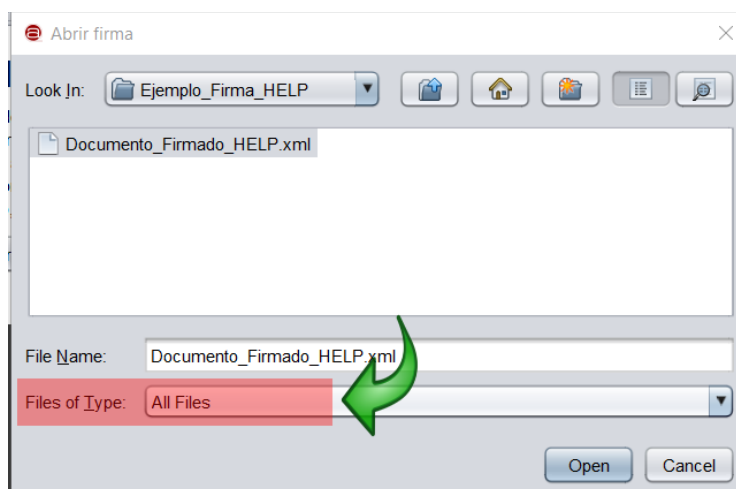 Abrir firma
Look In: Ejemplo_Firma_HELP
Documento_Firmado_HELP.xml
File Name: Documento_Firmado_HELP.xml
Files of Type: All Files
Open Cancel